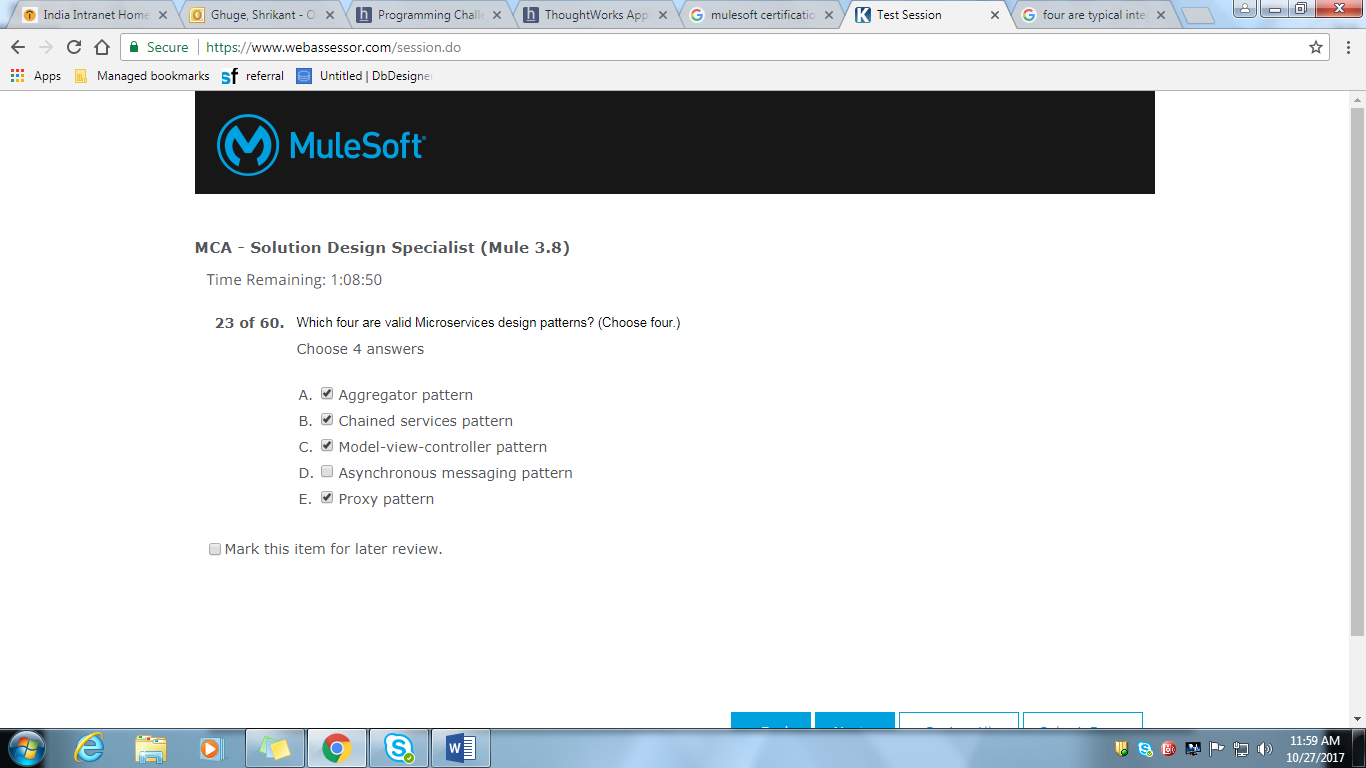 India Intranet Home
Ghuge, Shrikant - O
Programming Challe
ThoughtWorks App
mulesoft certificatio
Test Session
four are typical inte
Secure https://www.webassessor.com/session.do
Apps Managed bookmarks sf referral Untitled | DbDesigner
MuleSoft
MCA - Solution Design Specialist (Mule 3.8)
Time Remaining: 1:08:50
23 of 60. Which four are valid Microservices design patterns? (Choose four.)
Choose 4 answers
A. Aggregator pattern
B. Chained services pattern
C. Model-view-controller pattern
D. Asynchronous messaging pattern
E. Proxy pattern
Mark this item for later review.
11:59 AM
10/27/2017